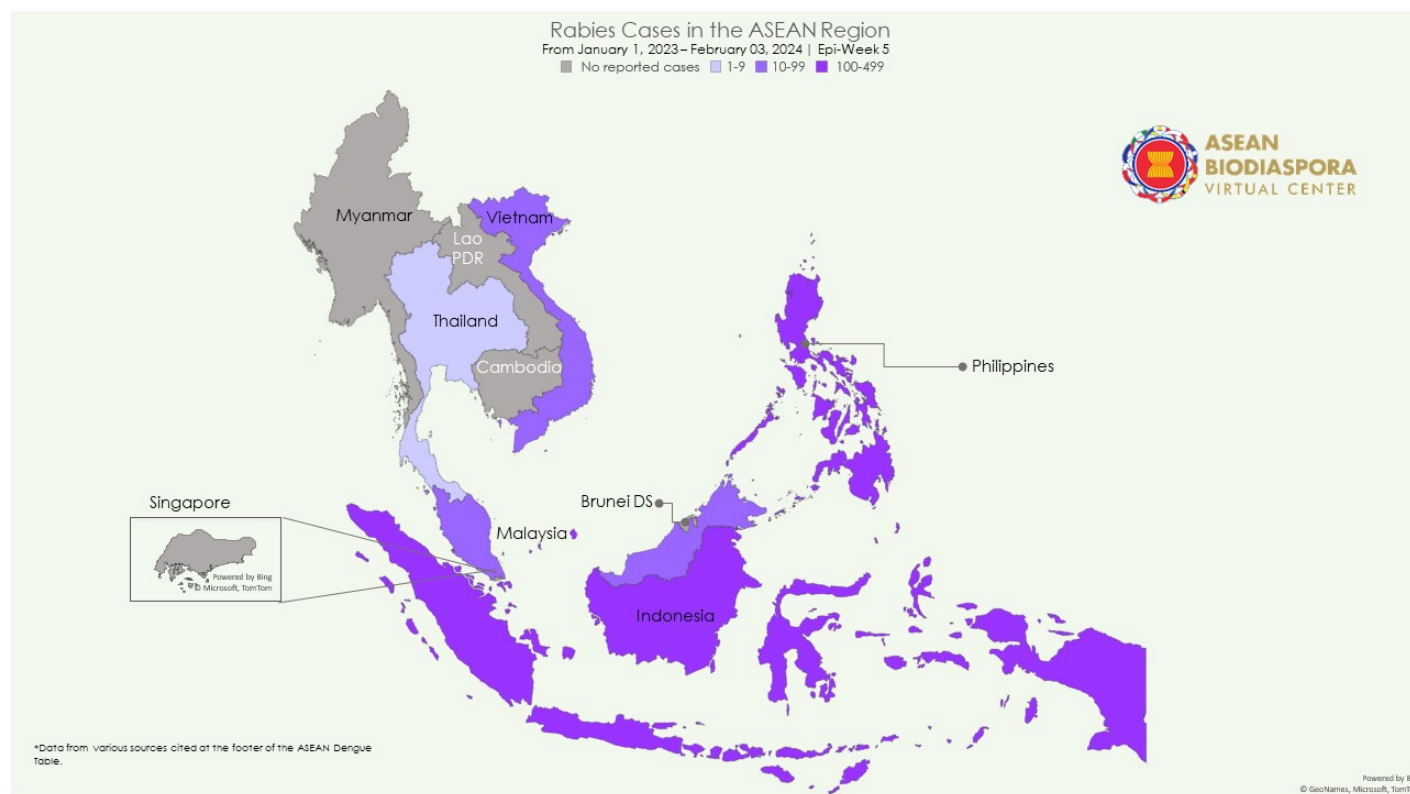 Rabies Cases in the ASEAN Region
From January 1, 2023 – February 03, 2024 | Epi-Week 5
No reported cases 1-9 10-99 100-499
ASEAN
BIODIASPORA
VIRTUAL CENTER
Myanmar
Vietnam
Lao
PDR
Thailand
Cambodia
Philippines
Singapore
Brunei DS
Malaysia
Powered by Bing
© Microsoft, TomTom
Indonesia
*Data from various sources cited at the footer of the ASEAN Dengue
Table.
Powered by B
© GeoNames, Microsoft, TomT